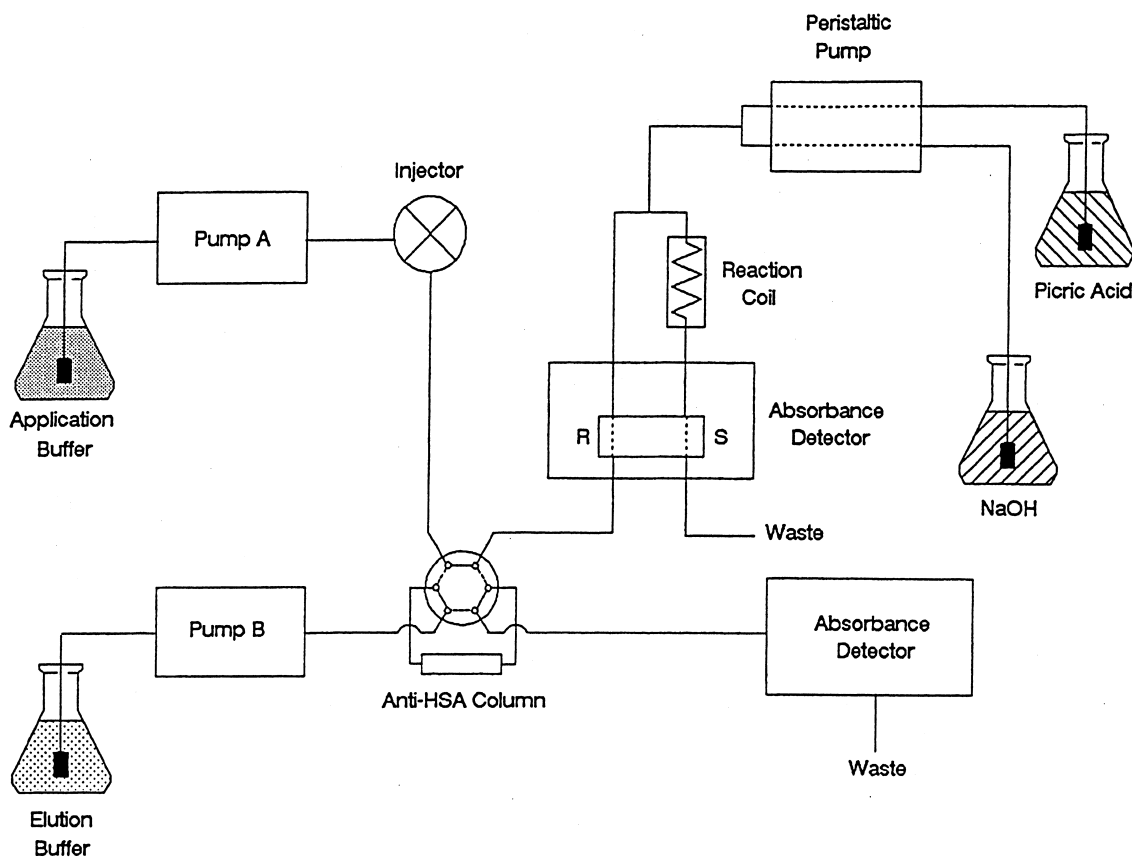 Peristaltic
Pump
Injector
Pump A
Reaction
Coil
Picric Acid
Application
Buffer
R
S
Absorbance
Detector
NaOH
Waste
Pump B
Absorbance
Detector
Anti-HSA Column
Waste
Elution
Buffer